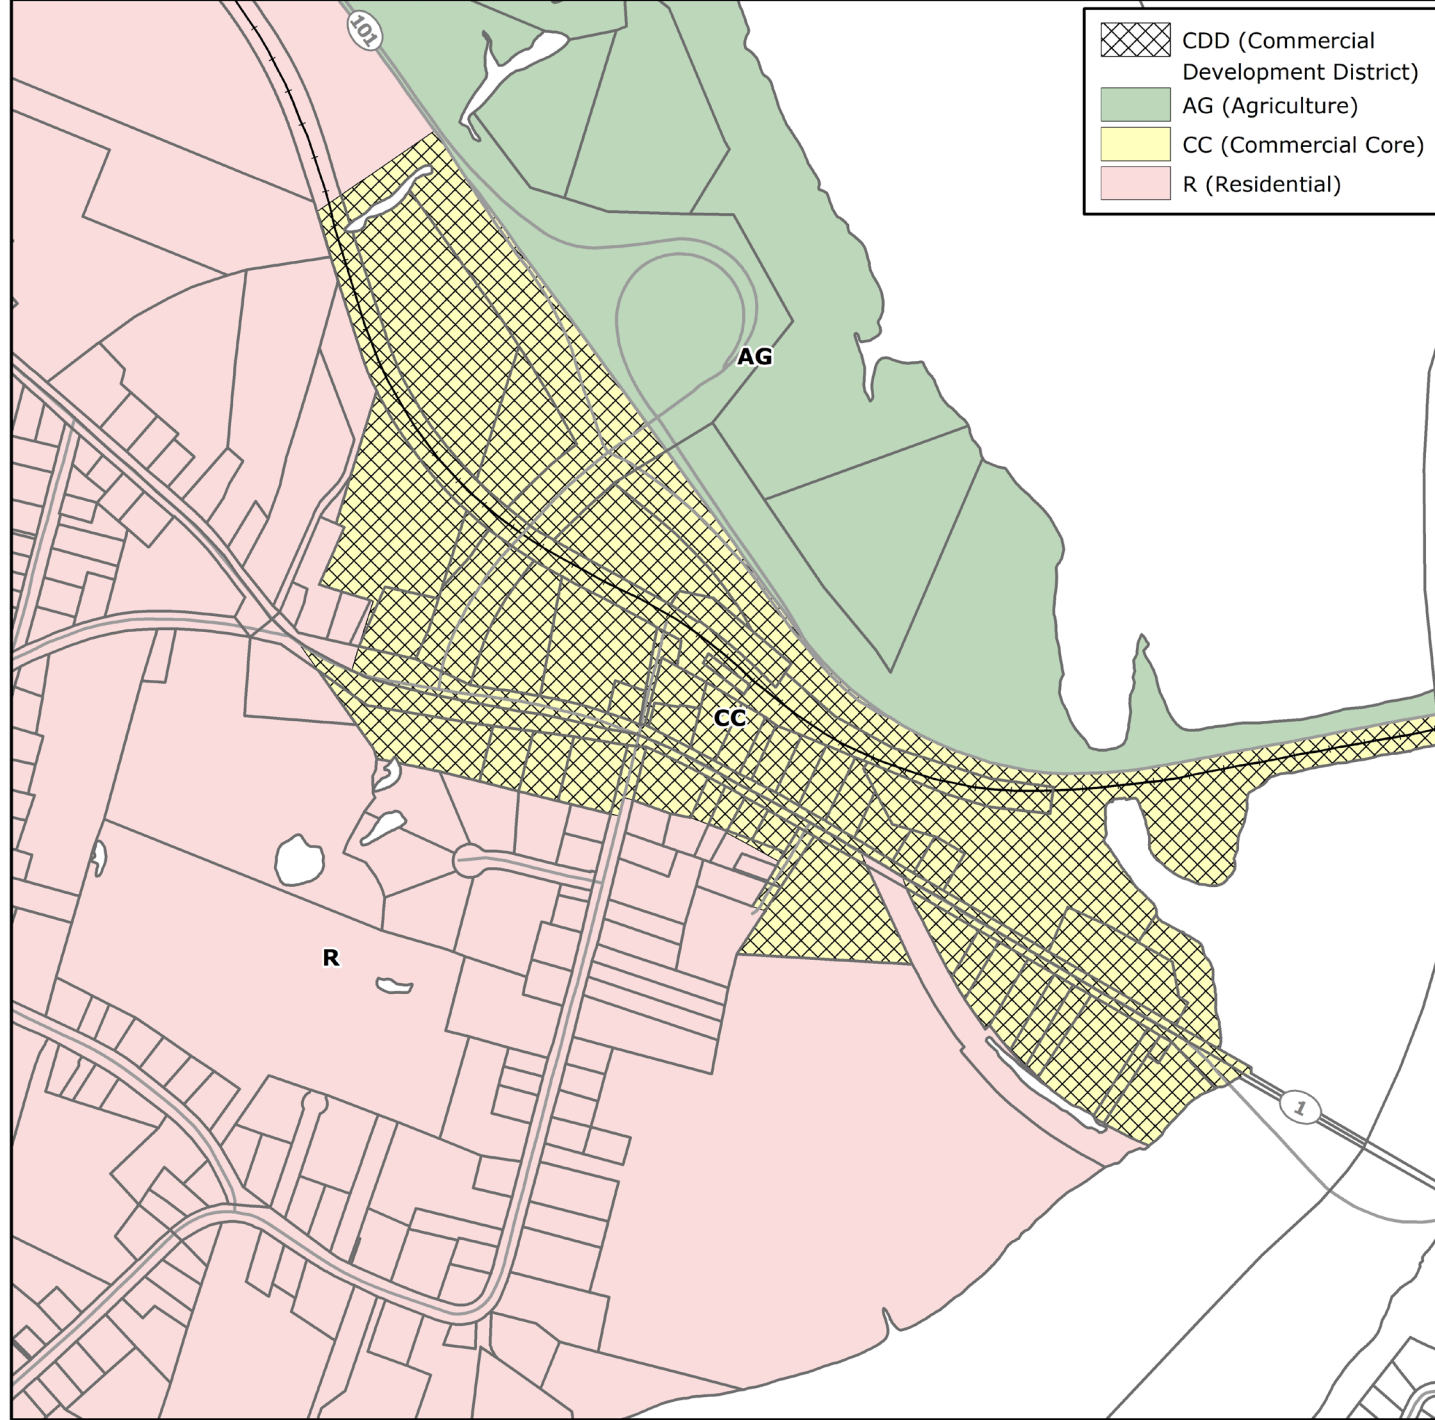 101
CDD (Commercial
Development District)
AG (Agriculture)
CC (Commercial Core)
R (Residential)
AG
CC
R
1